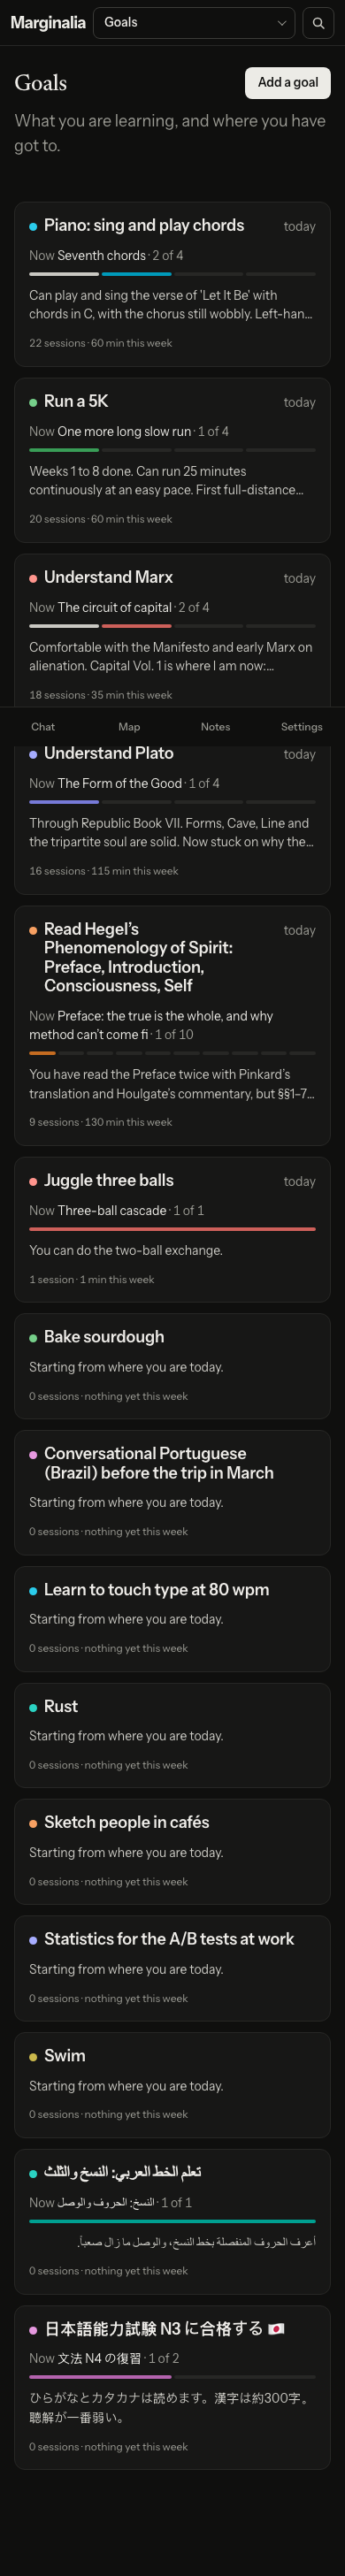 Marginalia
Goals
Goals
Add a goal
What you are learning, and where you have
got to.
Piano: sing and play chords
today
Now Seventh chords · 2 of 4
Can play and sing the verse of 'Let It Be' with
chords in C, with the chorus still wobbly. Left-han...
22 sessions · 60 min this week
Run a 5K
today
Now One more long slow run · 1 of 4
Weeks 1 to 8 done. Can run 25 minutes
continuously at an easy pace. First full-distance...
20 sessions · 60 min this week
Understand Marx
today
Now The circuit of capital · 2 of 4
Comfortable with the Manifesto and early Marx on
alienation. Capital Vol. 1 is where I am now:...
18 sessions · 35 min this week
Chat
Map
Notes
Settings
Understand Plato
today
Now The Form of the Good · 1 of 4
Through Republic Book VII. Forms, Cave, Line and
the tripartite soul are solid. Now stuck on why the...
16 sessions · 115 min this week
Read Hegel’s
Phenomenology of Spirit:
Preface, Introduction,
Consciousness, Self
today
Now Preface: the true is the whole, and why
method can’t come fi · 1 of 10
You have read the Preface twice with Pinkard’s
translation and Houlgate’s commentary, but §§1–7...
9 sessions · 130 min this week
Juggle three balls
today
Now Three-ball cascade · 1 of 1
You can do the two-ball exchange.
1 session · 1 min this week
Bake sourdough
Starting from where you are today.
0 sessions · nothing yet this week
Conversational Portuguese
(Brazil) before the trip in March
Starting from where you are today.
0 sessions · nothing yet this week
Learn to touch type at 80 wpm
Starting from where you are today.
0 sessions · nothing yet this week
Rust
Starting from where you are today.
0 sessions · nothing yet this week
Sketch people in cafés
Starting from where you are today.
0 sessions · nothing yet this week
Statistics for the A/B tests at work
Starting from where you are today.
0 sessions · nothing yet this week
Swim
Starting from where you are today.
0 sessions · nothing yet this week
تعلم الخط العربي: النسخ والثلث
Now النسخ: الحروف والوصل · 1 of 1
أعرف الحروف المنفصلة بخط النسخ، والوصل ما زال صعباً.
0 sessions · nothing yet this week
日本語能力試験 N3 に合格する 🇯🇵
Now 文法 N4 の復習 · 1 of 2
ひらがなとカタカナは読めます。漢字は約300字。
聴解が一番弱い。
0 sessions · nothing yet this week